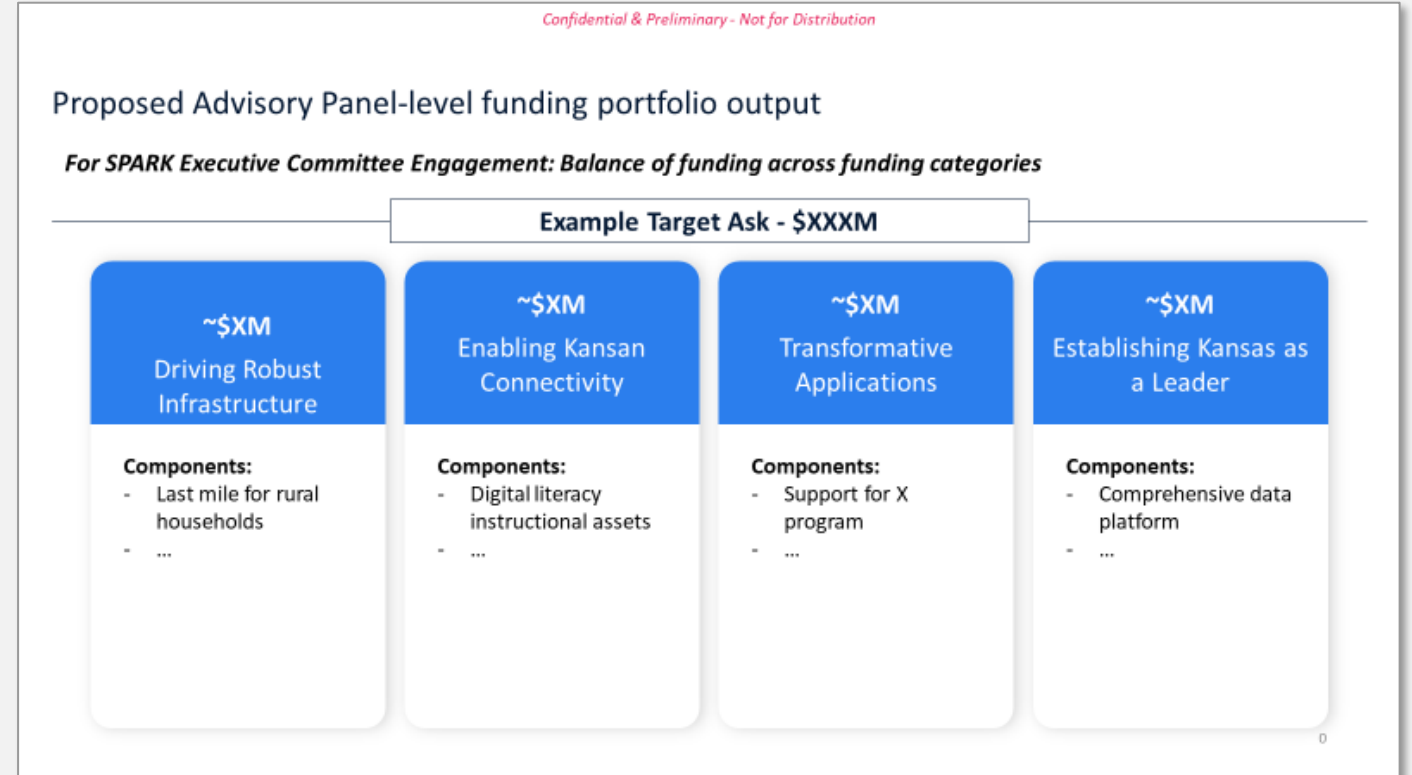 Confidential & Preliminary - Not for Distribution
Proposed Advisory Panel-level funding portfolio output
For SPARK Executive Committee Engagement: Balance of funding across funding categories
Example Target Ask - $XXXM
~$XM
Driving Robust
Infrastructure
Components:
- Last mile for rural
households
- ...
~$XM
Enabling Kansan
Connectivity
Components:
- Digital literacy
instructional assets
- ...
~$XM
Transformative
Applications
Components:
- Support for X
program
- ...
~$XM
Establishing Kansas as
a Leader
Components:
- Comprehensive data
platform
- ...
0